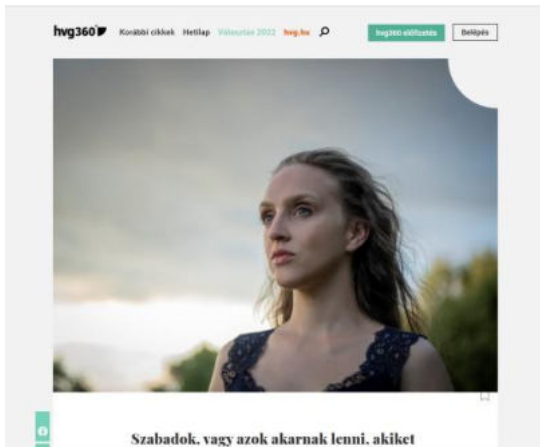 hvg360 Korábbi cikkek Hetilap Választás 2022 hvg.hu hvg360 előfizetés Belépés
Szabadok, vagy azok akarnak lenni, akiket